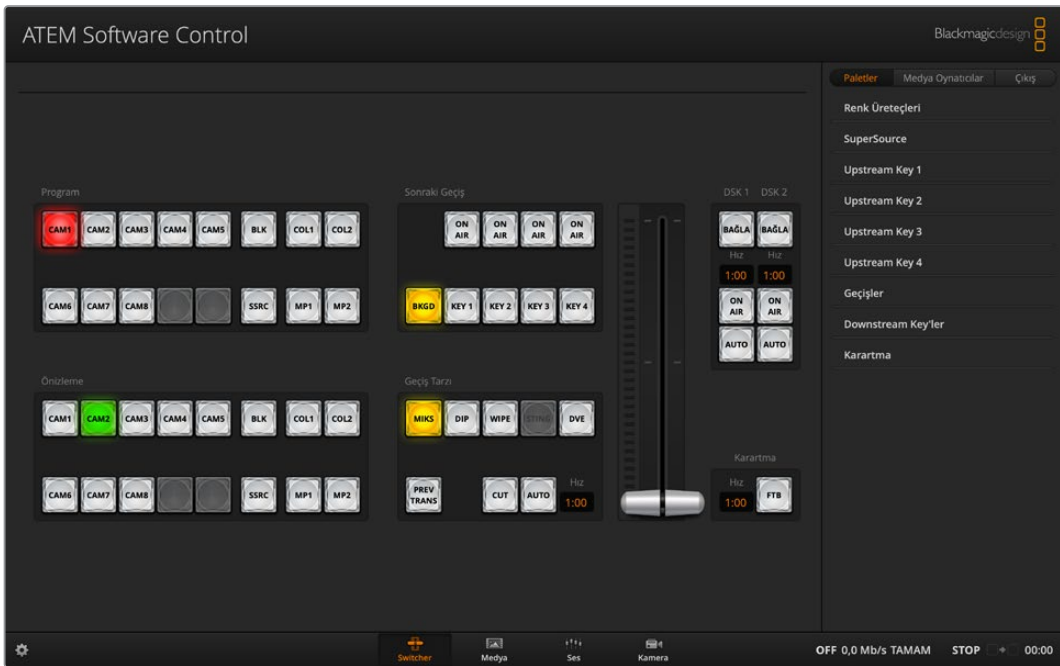 ATEM Software Control
Blackmagicdesign
Paletler Medya Oynatıcılar Çıkış
Renk Üreteçleri
SuperSource
Upstream Key 1
Upstream Key 2
Upstream Key 3
Upstream Key 4
Geçişler
Downstream Key'ler
Karartma
Program
CAM1 CAM2 CAM3 CAM4 CAM5 BLK COL1 COL2
CAM6 CAM7 CAM8 SSRC MP1 MP2
Sonraki Geçiş
ON AIR ON AIR ON AIR ON AIR
BKGD KEY 1 KEY 2 KEY 3 KEY 4
DSK 1 DSK 2
BAĞLA BAĞLA
Hız Hız
1:00 1:00
ON AIR ON AIR
AUTO AUTO
Önizleme
CAM1 CAM2 CAM3 CAM4 CAM5 BLK COL1 COL2
CAM6 CAM7 CAM8 SSRC MP1 MP2
Geçiş Tarzı
MIKS DIP WIPE STING DVE
PREV TRANS CUT AUTO Hız 1:00
Karartma
Hız
1:00 FTB
Switcher Medya Ses Kamera
OFF 0,0 Mb/s TAMAM STOP 00:00